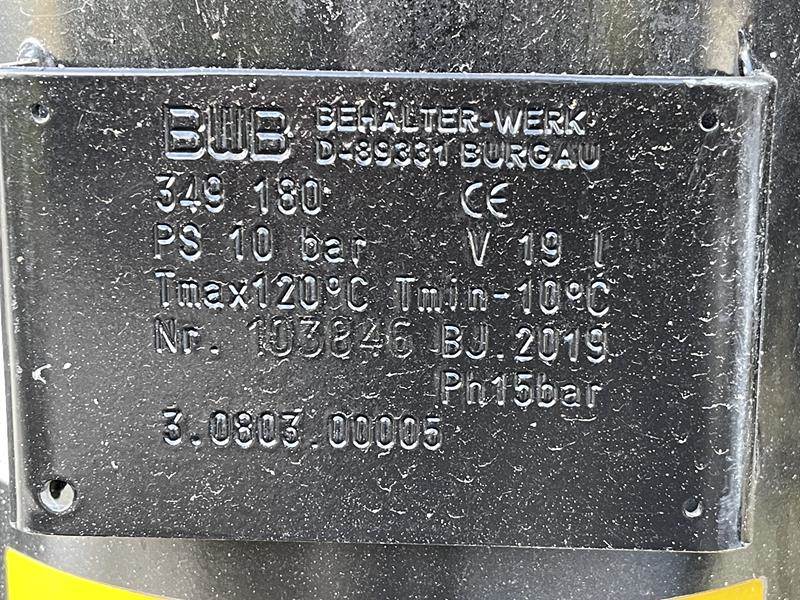 BWB BEHÄLTER-WERK
D-89331 BURGAU
349 180 CE
PS 10 bar V 19 l
Tmax120°C Tmin-10°C
Nr. 103846 BJ.2019
Ph15bar
3.0803.00005